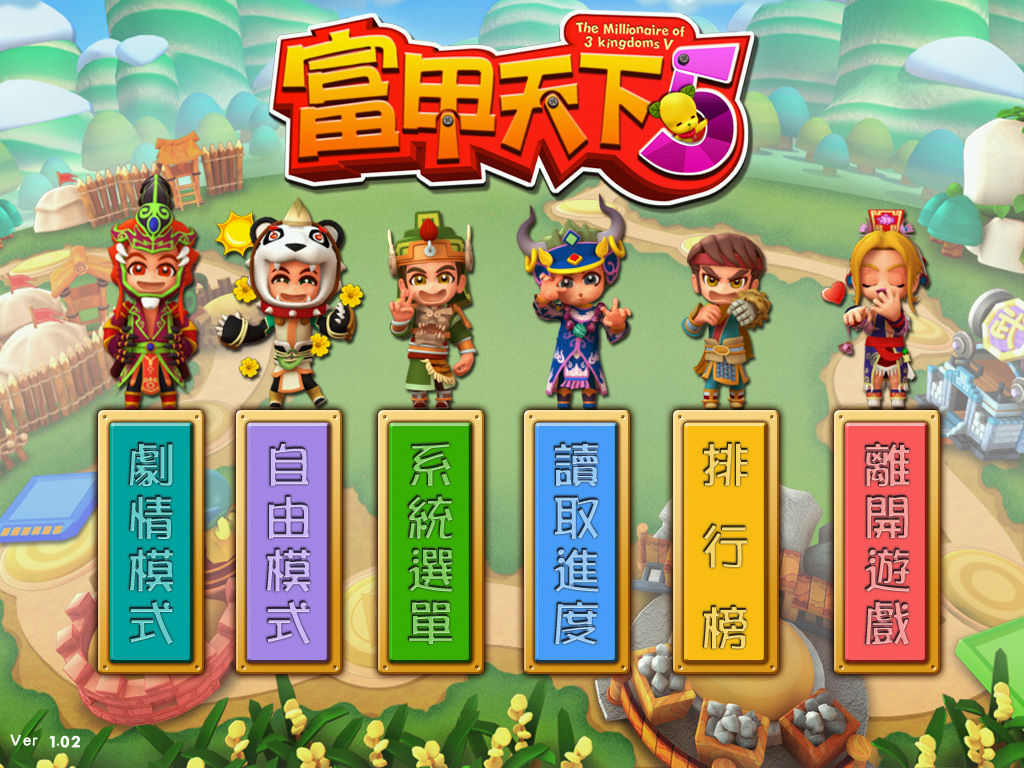 The Millionaire of
3 kingdoms V
富甲天下5
劇情模式
自由模式
系統選單
讀取進度
排行榜
離開遊戲
武
Ver 1.02